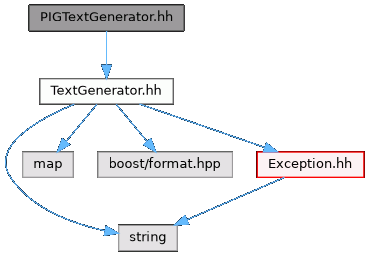 PIGTextGenerator.hh
TextGenerator.hh
map
boost/format.hpp
Exception.hh
string